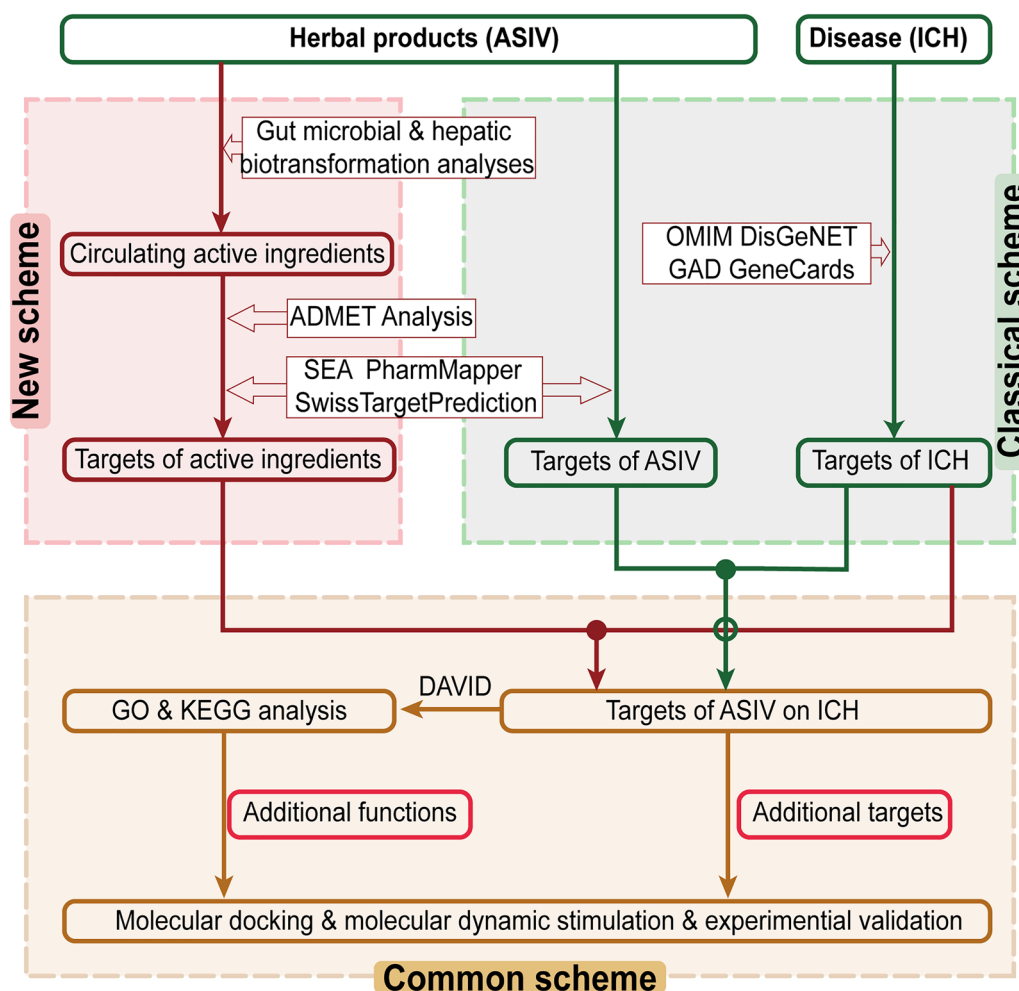 Herbal products (ASIV)
Disease (ICH)
Gut microbial & hepatic
biotransformation analyses
New scheme
Circulating active ingredients
OMIM DisGeNET
GAD GeneCards
Classical scheme
ADMET Analysis
SEA PharmMapper
SwissTargetPrediction
Targets of active ingredients
Targets of ASIV
Targets of ICH
DAVID
GO & KEGG analysis
Targets of ASIV on ICH
Additional functions
Additional targets
Molecular docking & molecular dynamic stimulation & experimential validation
Common scheme